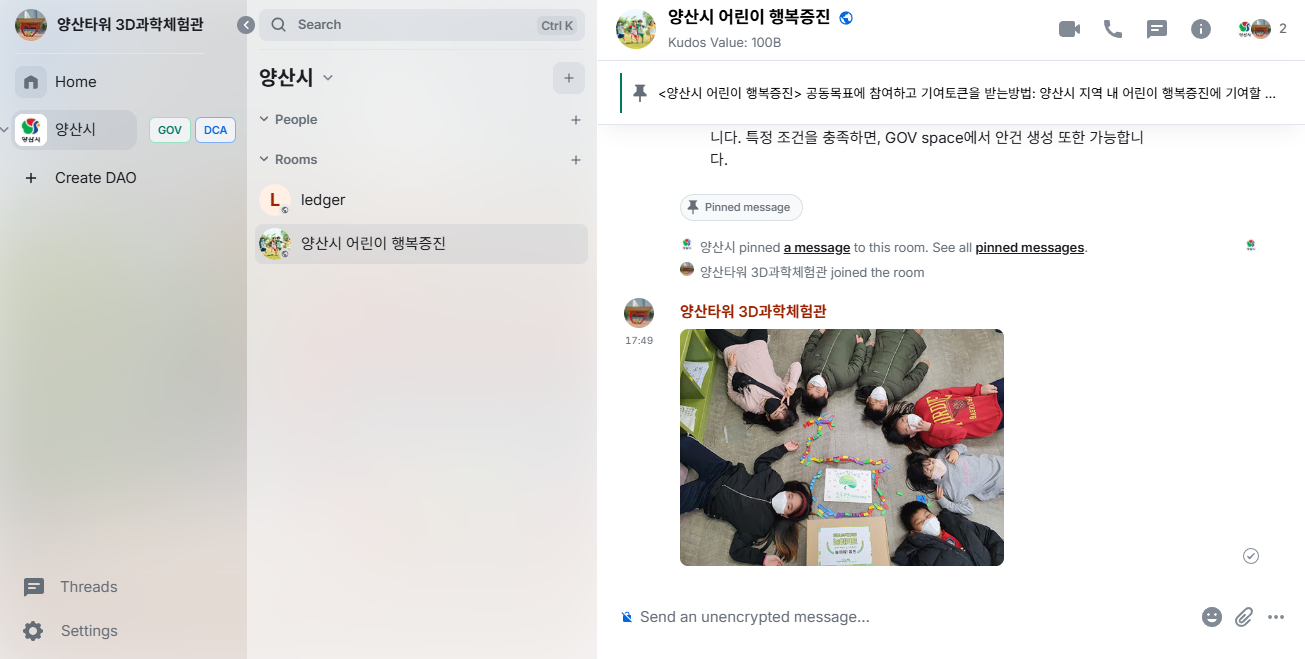 양산타워 3D과학체험관
Home
양산시
GOV
DCA
Create DAO
Threads
Settings
Search
Ctrl K
양산시
People
Rooms
L
ledger
양산시 어린이 행복증진
양산시 어린이 행복증진
Kudos Value: 100B
2
<양산시 어린이 행복증진> 공동목표에 참여하고 기여토큰을 받는방법: 양산시 지역 내 어린이 행복증진에 기여할 ...
니다. 특정 조건을 충족하면, GOV space에서 안건 생성 또한 가능합니
다.
Pinned message
양산시 pinned a message to this room. See all pinned messages.
양산타워 3D과학체험관 joined the room
양산타워 3D과학체험관
17:49
Send an unencrypted message…